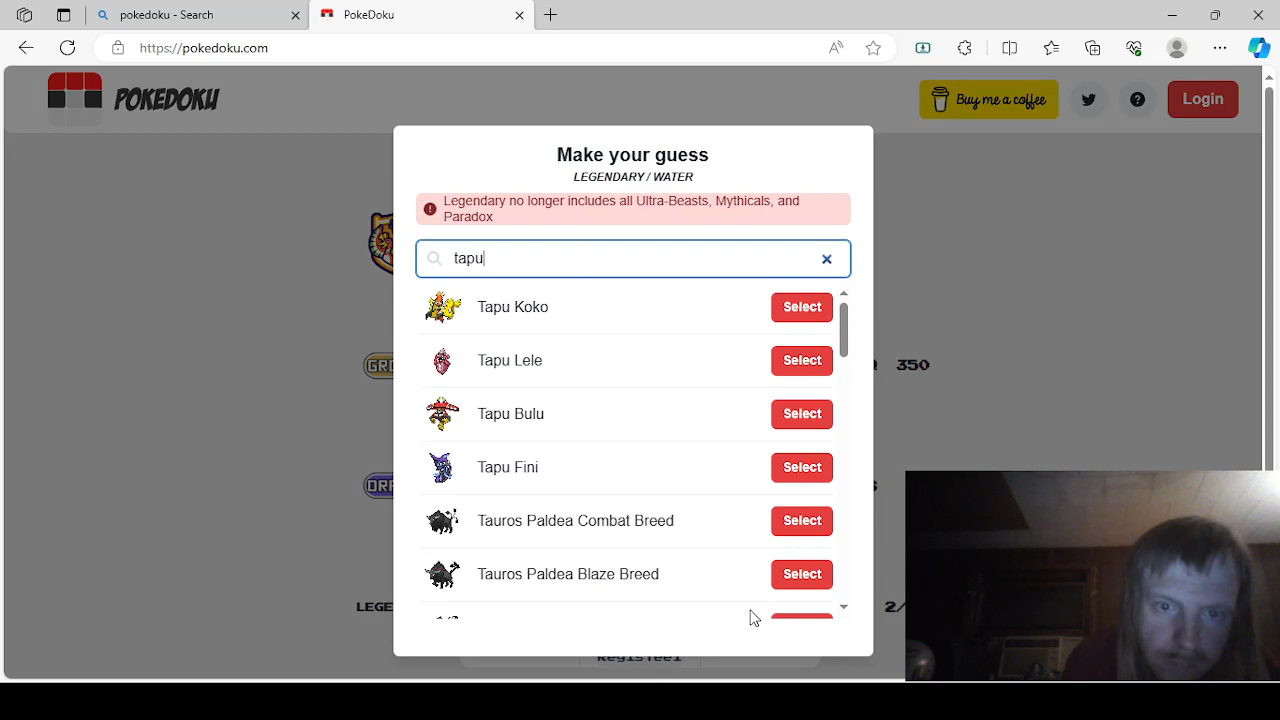 pokedoku - Search
PokeDoku
https://pokedoku.com
POKEDOKU
Buy me a coffee
Login
Make your guess
LEGENDARY / WATER
Legendary no longer includes all Ultra-Beasts, Mythicals, and
Paradox
tapu
Tapu Koko
Select
Tapu Lele
Select
350
Tapu Bulu
Select
Tapu Fini
Select
Tauros Paldea Combat Breed
Select
Tauros Paldea Blaze Breed
Select
LEGE
2/
Registeel